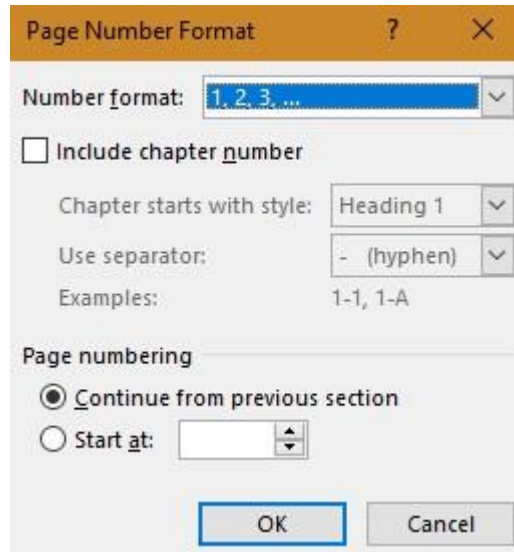 Page Number Format ? ×
Number format: 1, 2, 3, ...
Include chapter number
Chapter starts with style: Heading 1
Use separator: - (hyphen)
Examples: 1-1, 1-A
Page numbering
Continue from previous section
Start at:
OK Cancel